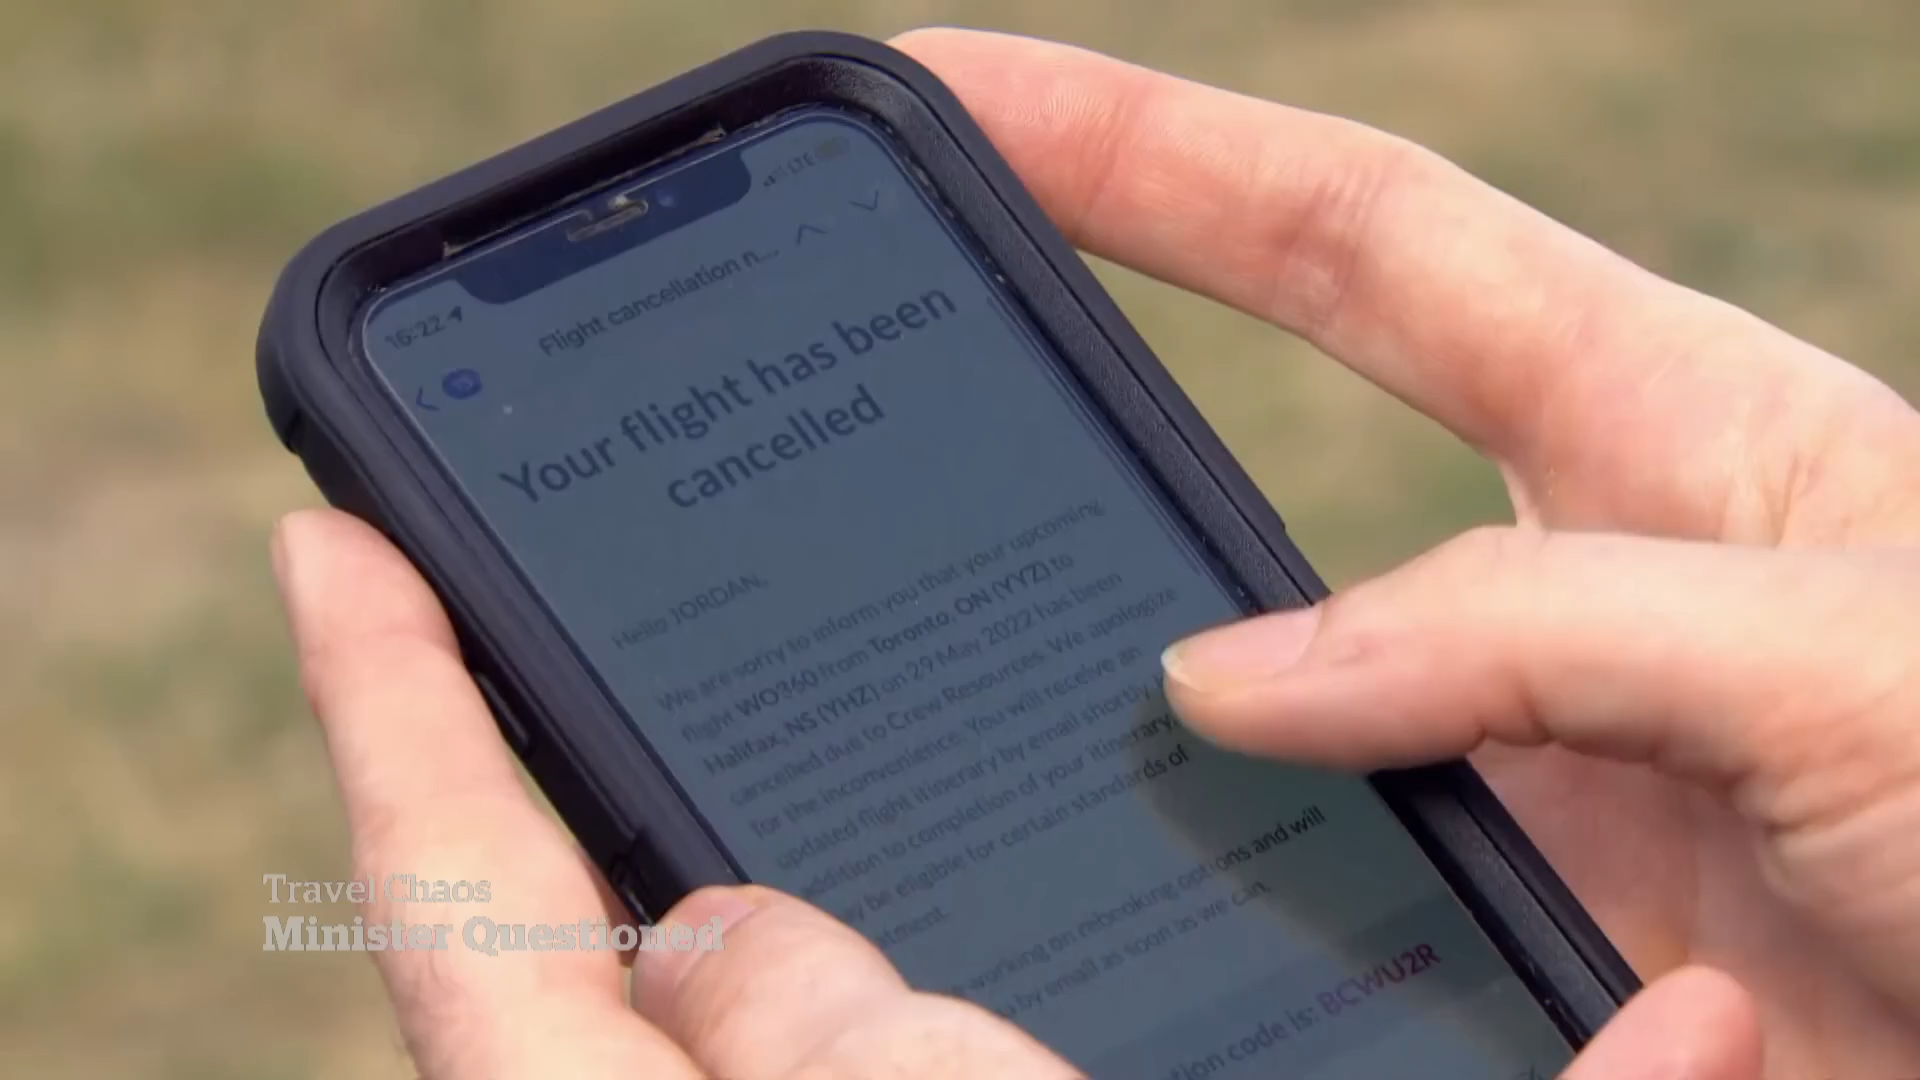 16:22
LTE
Flight cancellation n...
Your flight has been
cancelled
Hello JORDAN,
We are sorry to inform you that your upcoming
flight WO360 from Toronto, ON (YYZ) to
Halifax, NS (YHZ) on 29 May 2022 has been
cancelled due to Crew Resources. We apologize
for the inconvenience. You will receive an
updated flight itinerary by email shortly.
addition to completion of your itinerary,
be eligible for certain standards of
working on rebooking options and will
by email as soon as we can.
code is: BCWU2R
Travel Chaos
Minister Questioned